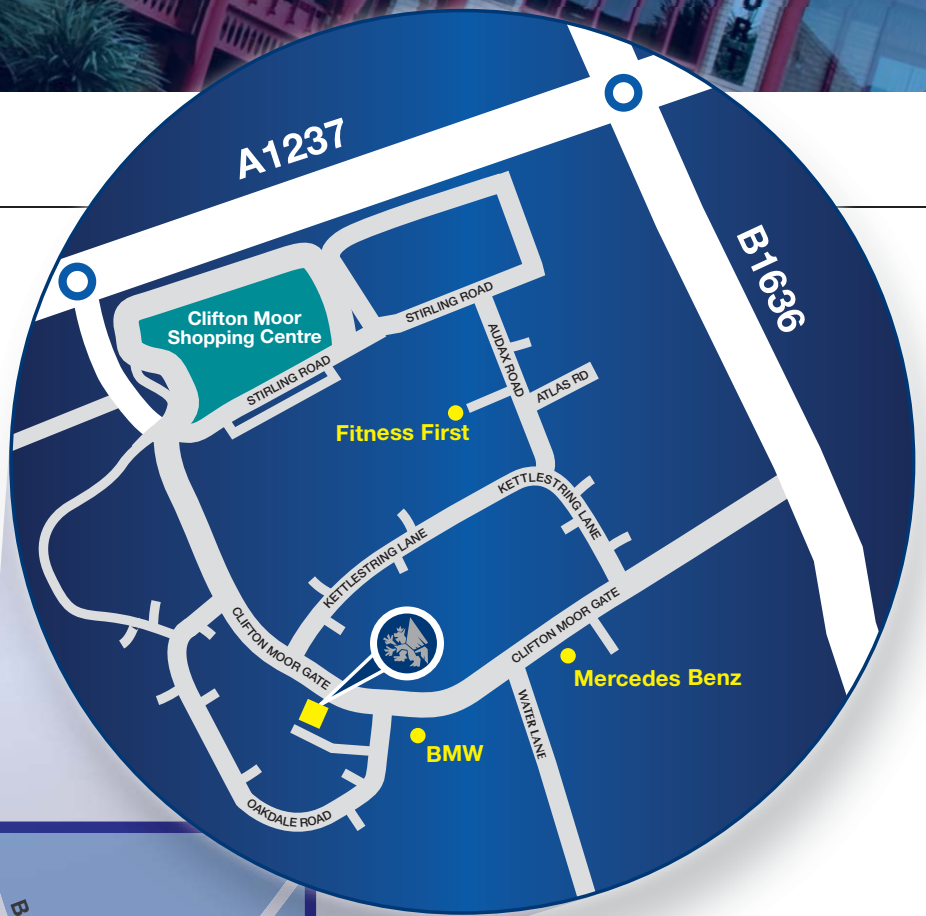 A1237
B1636
Clifton Moor
Shopping Centre
STIRLING ROAD
STIRLING ROAD
AUDAX ROAD
ATLAS RD
Fitness First
KETTLESTRING LANE
KETTLESTRING LANE
CLIFTON MOOR GATE
CLIFTON MOOR GATE
Mercedes Benz
WATER LANE
BMW
OAKDALE ROAD